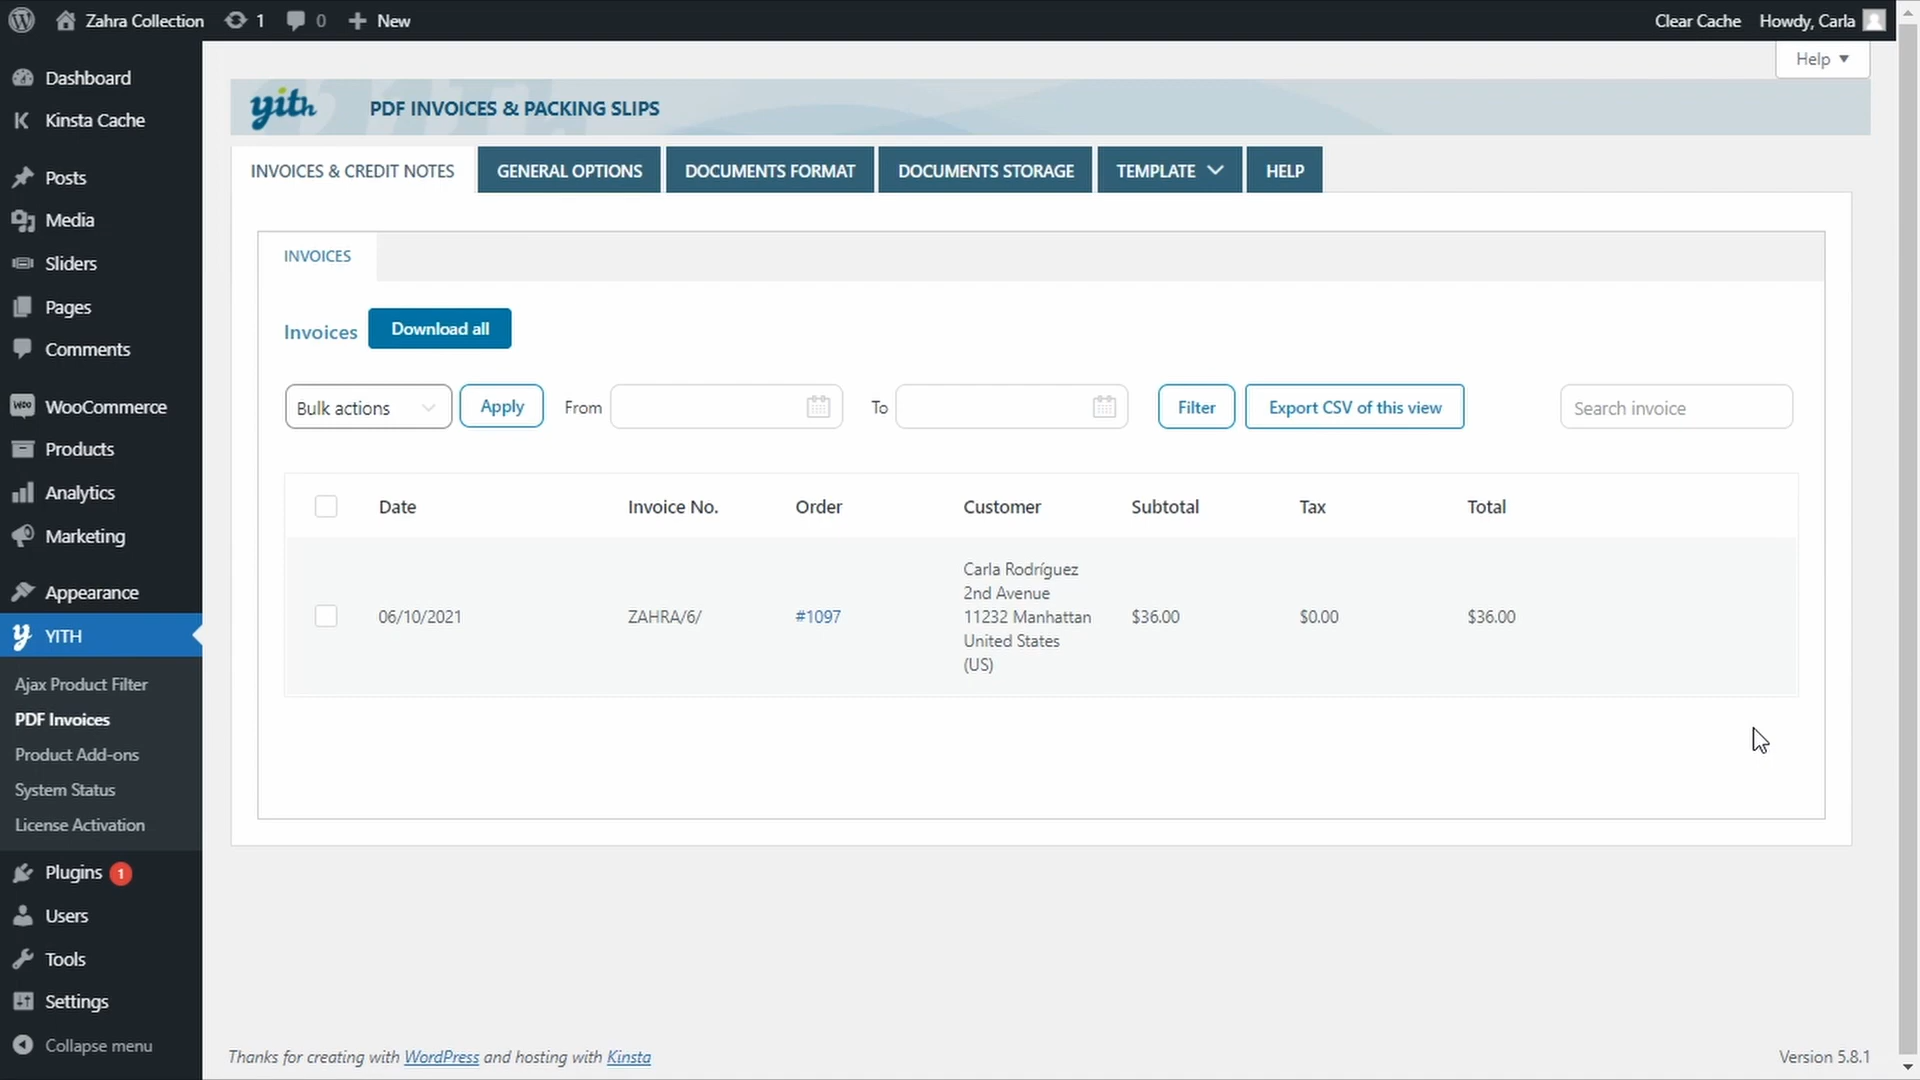 Zahra Collection 1 0 New Clear Cache Howdy, Carla
Help
Dashboard
Kinsta Cache
Posts
Media
Sliders
Pages
Comments
WooCommerce
Products
Analytics
Marketing
Appearance
YITH
Ajax Product Filter
PDF Invoices
Product Add-ons
System Status
License Activation
Plugins 1
Users
Tools
Settings
Collapse menu
yith PDF INVOICES & PACKING SLIPS
INVOICES & CREDIT NOTES GENERAL OPTIONS DOCUMENTS FORMAT DOCUMENTS STORAGE TEMPLATE HELP
INVOICES
Invoices Download all
Bulk actions Apply From To Filter Export CSV of this view Search invoice
Date Invoice No. Order Customer Subtotal Tax Total
Carla Rodríguez
2nd Avenue
06/10/2021 ZAHRA/6/ #1097 11232 Manhattan $36.00 $0.00 $36.00
United States
(US)
Thanks for creating with WordPress and hosting with Kinsta Version 5.8.1